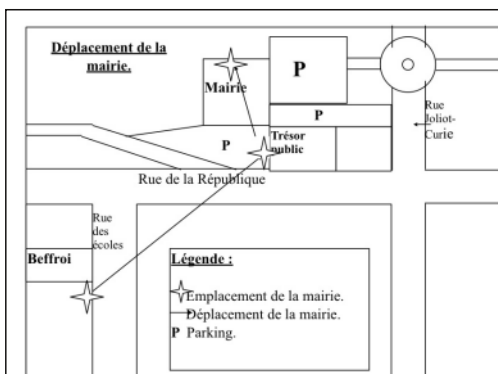 Déplacement de la
mairie.
Mairie
P
P
Rue
Joliot-
Curie
P
Trésor
public
Rue de la République
Rue
des
écoles
Beffroi
Légende :
Emplacement de la mairie.
Déplacement de la mairie.
P Parking.